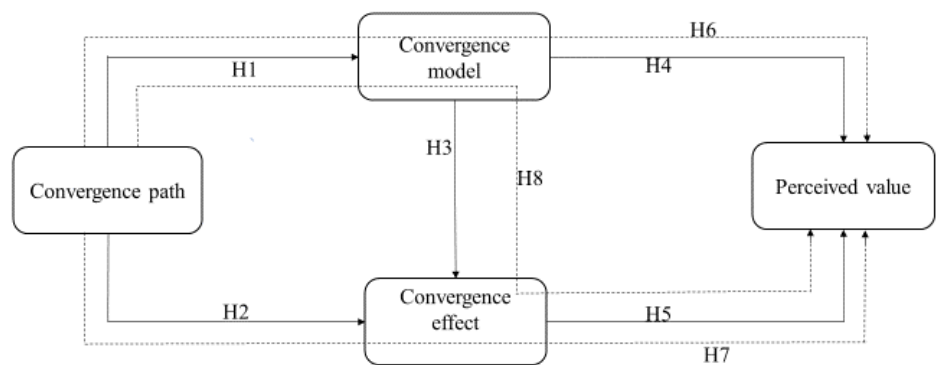 Convergence
model
H6
H1
H4
H3
Convergence path
H8
Perceived value
Convergence
effect
H2
H5
H7